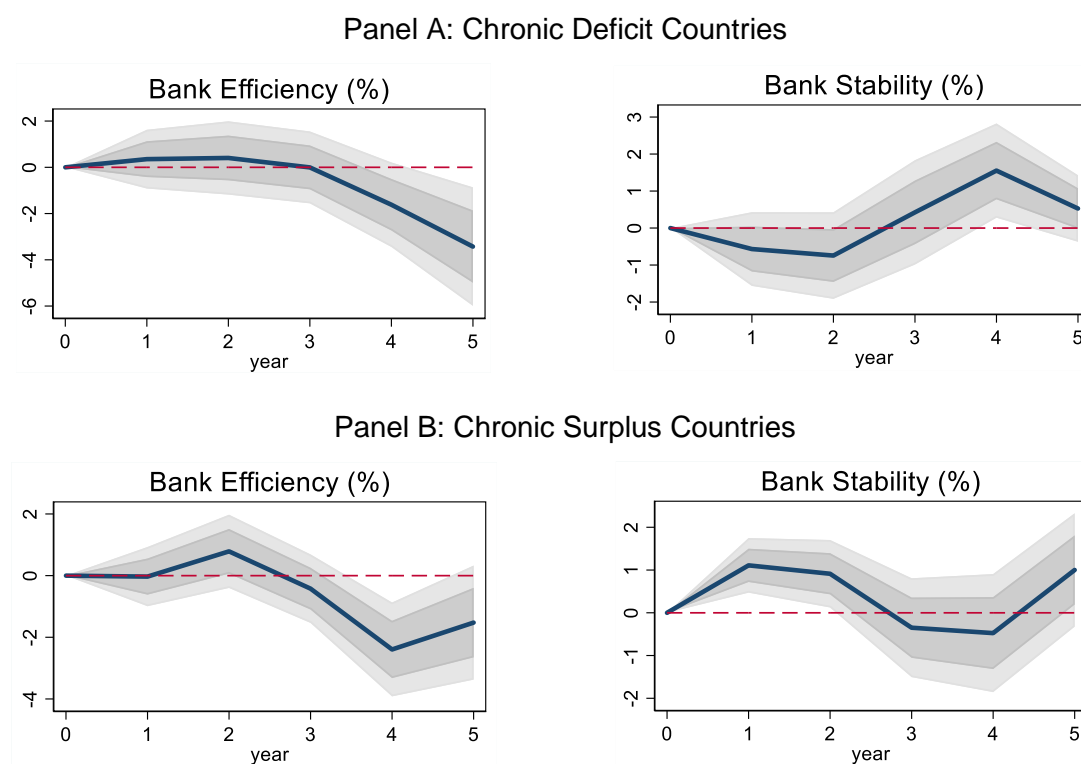 Panel A: Chronic Deficit Countries
Bank Efficiency (%)
2
0
-2
-4
-6
0 1 2 3 4 5
year
Bank Stability (%)
3
2
1
0
-1
-2
0 1 2 3 4 5
year
Panel B: Chronic Surplus Countries
Bank Efficiency (%)
2
0
-2
-4
0 1 2 3 4 5
year
Bank Stability (%)
2
1
0
-1
-2
0 1 2 3 4 5
year